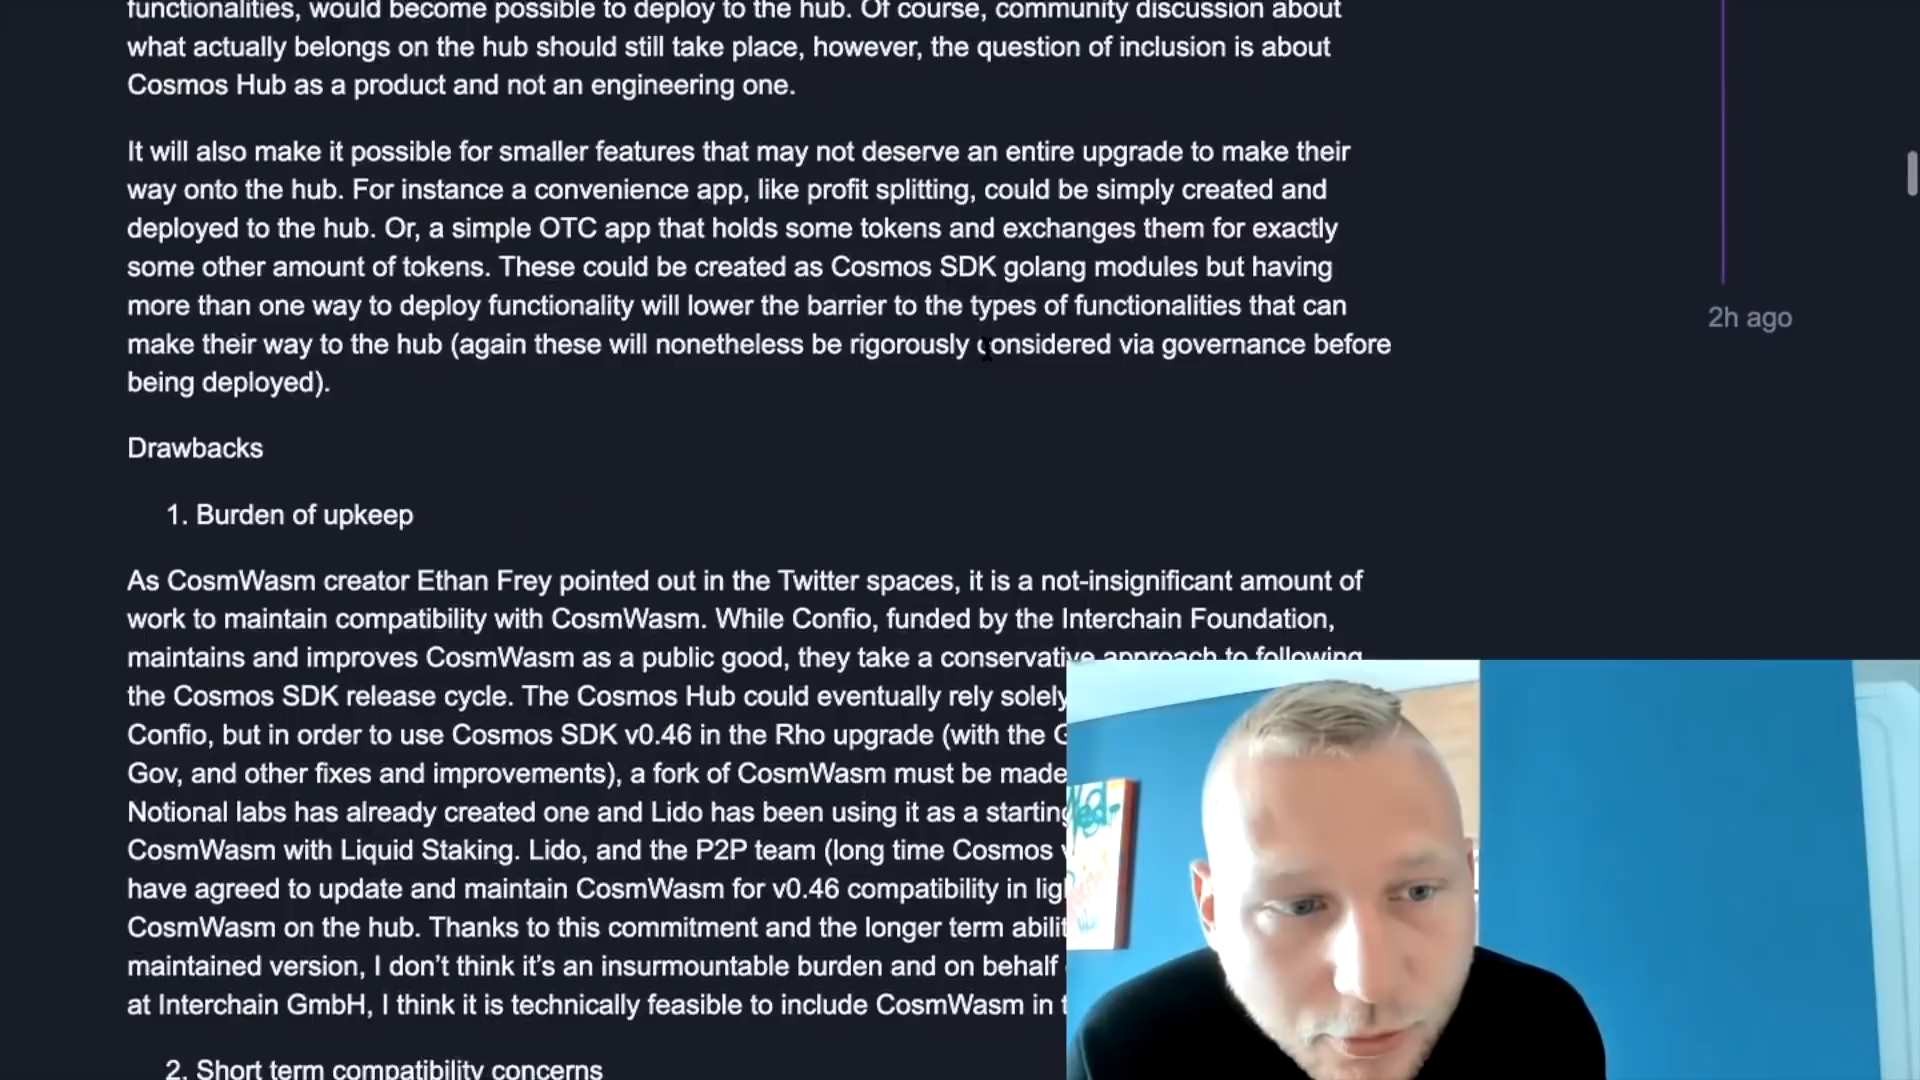 functionalities, would become possible to deploy to the hub. Of course, community discussion about
what actually belongs on the hub should still take place, however, the question of inclusion is about
Cosmos Hub as a product and not an engineering one.
It will also make it possible for smaller features that may not deserve an entire upgrade to make their
way onto the hub. For instance a convenience app, like profit splitting, could be simply created and
deployed to the hub. Or, a simple OTC app that holds some tokens and exchanges them for exactly
some other amount of tokens. These could be created as Cosmos SDK golang modules but having
more than one way to deploy functionality will lower the barrier to the types of functionalities that can
make their way to the hub (again these will nonetheless be rigorously considered via governance before
being deployed).
2h ago
Drawbacks
1. Burden of upkeep
As CosmWasm creator Ethan Frey pointed out in the Twitter spaces, it is a not-insignificant amount of
work to maintain compatibility with CosmWasm. While Confio, funded by the Interchain Foundation,
maintains and improves CosmWasm as a public good, they take a conservative approach to following
the Cosmos SDK release cycle. The Cosmos Hub could eventually rely solely
Confio, but in order to use Cosmos SDK v0.46 in the Rho upgrade (with the
Gov, and other fixes and improvements), a fork of CosmWasm must be made
Notional labs has already created one and Lido has been using it as a starting
CosmWasm with Liquid Staking. Lido, and the P2P team (long time Cosmos
have agreed to update and maintain CosmWasm for v0.46 compatibility in
CosmWasm on the hub. Thanks to this commitment and the longer term
maintained version, I don’t think it’s an insurmountable burden and on behalf
at Interchain GmbH, I think it is technically feasible to include CosmWasm in
2. Short term compatibility concerns